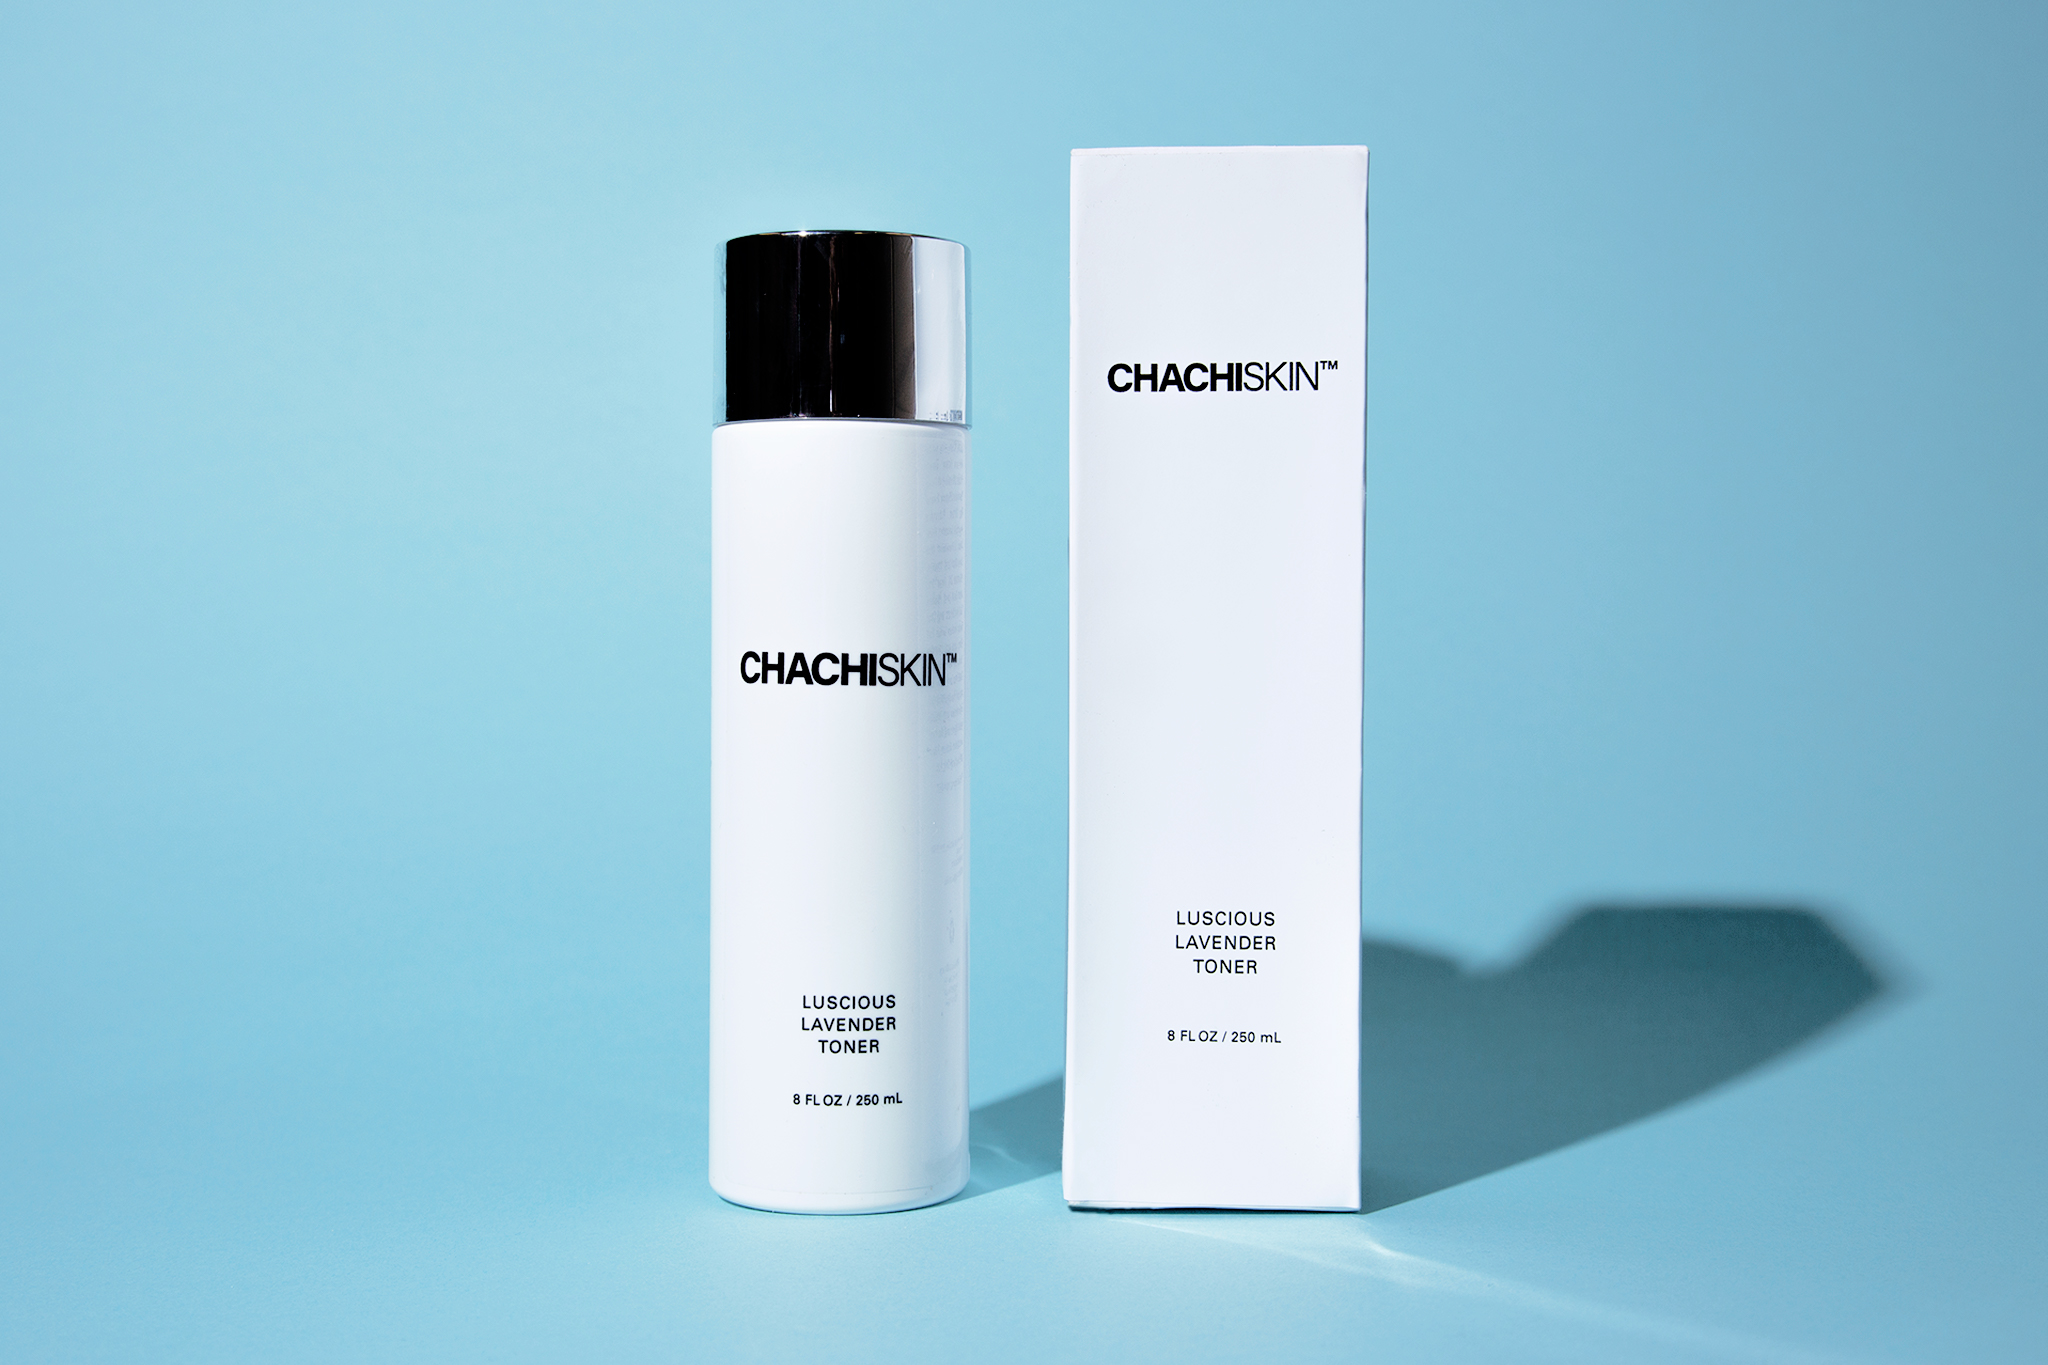 CHACHISKIN™
LUSCIOUS
LAVENDER
TONER
8 FL OZ / 250 mL
CHACHISKIN™
LUSCIOUS
LAVENDER
TONER
8 FL OZ / 250 mL